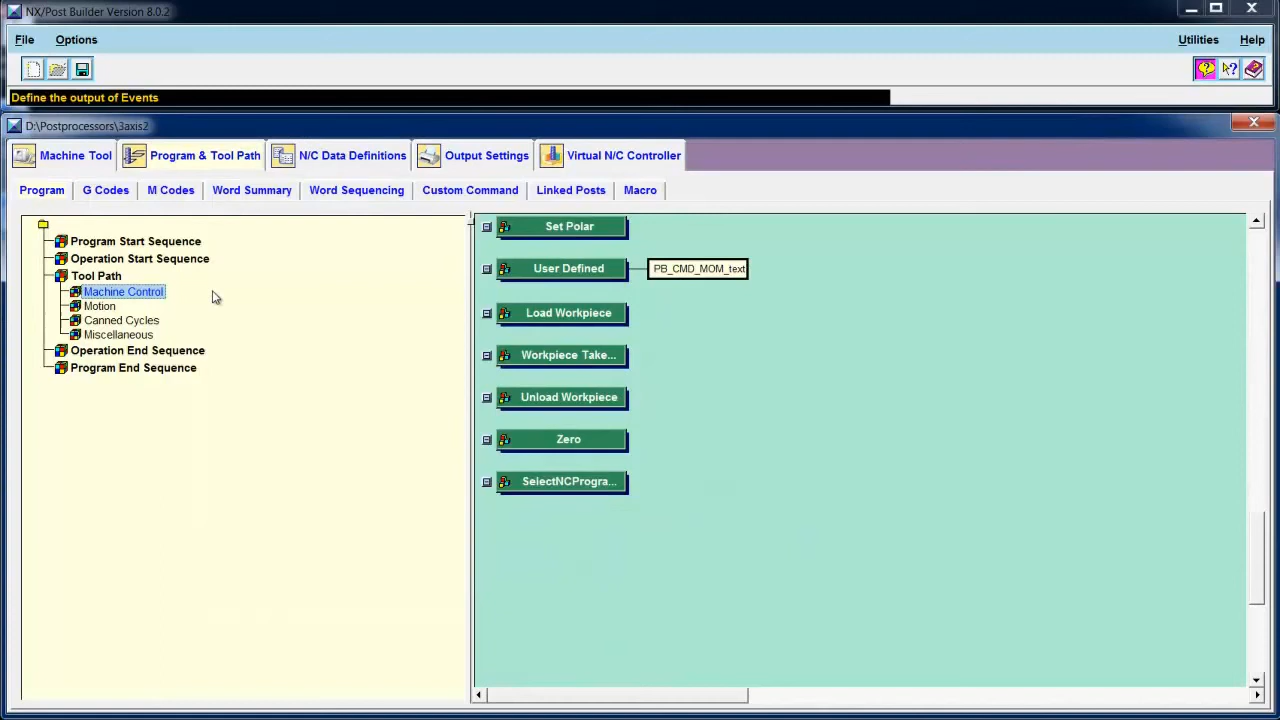 NX/Post Builder Version 8.0.2
File Options Utilities Help
Define the output of Events
D:\Postprocessors\3axis2
Machine Tool Program & Tool Path N/C Data Definitions Output Settings Virtual N/C Controller
Program G Codes M Codes Word Summary Word Sequencing Custom Command Linked Posts Macro
Program Start Sequence
Operation Start Sequence
Tool Path
Machine Control
Motion
Canned Cycles
Miscellaneous
Operation End Sequence
Program End Sequence
Set Polar
User Defined PB_CMD_MOM_text
Load Workpiece
Workpiece Take...
Unload Workpiece
Zero
SelectNCProgra...